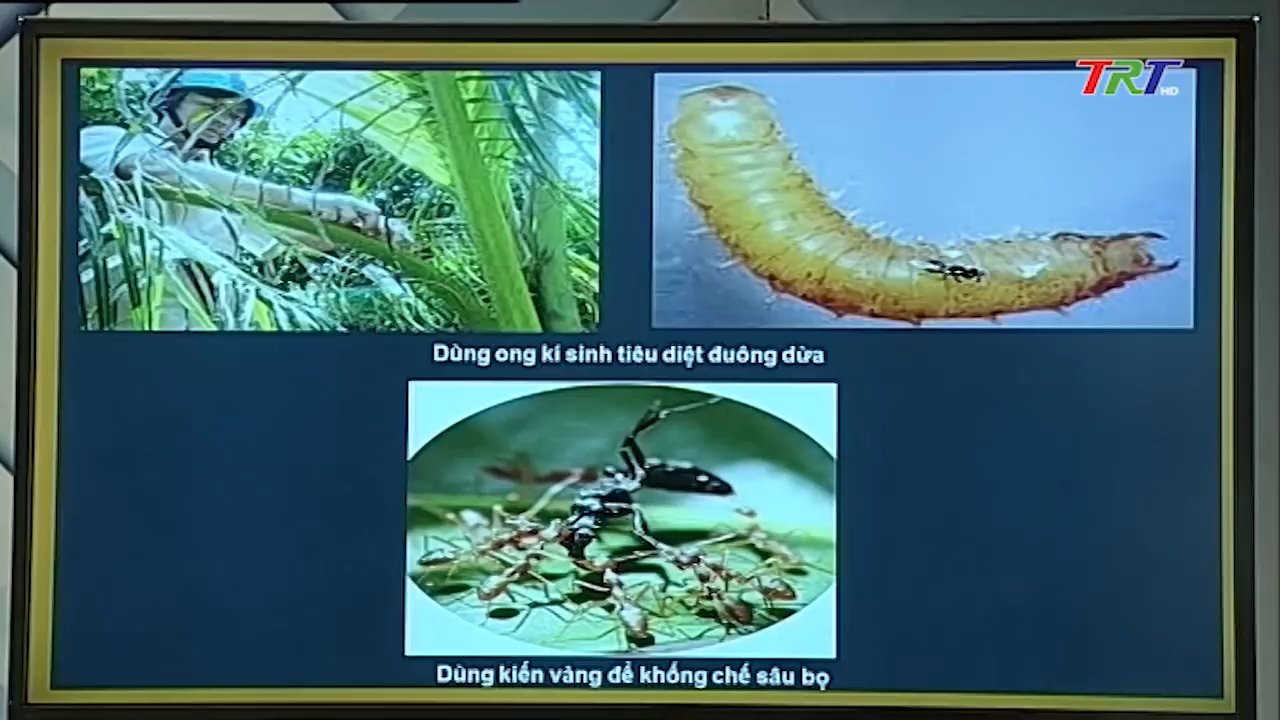 TRT HD
Dùng ong kí sinh tiêu diệt đuông dừa
Dùng kiến vàng để khống chế sâu bọ